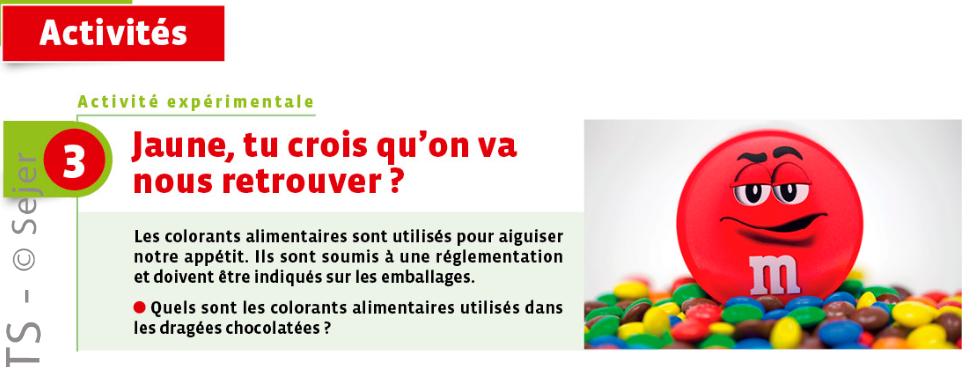 Activités
Activité expérimentale
3
Jaune, tu crois qu’on va
nous retrouver ?
Les colorants alimentaires sont utilisés pour aiguiser
notre appétit. Ils sont soumis à une réglementation
et doivent être indiqués sur les emballages.
● Quels sont les colorants alimentaires utilisés dans
les dragées chocolatées ?
m
TS - © Sejer